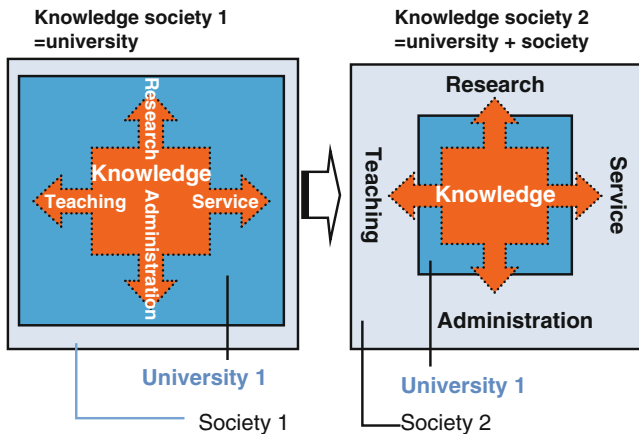 Knowledge society 1
=university
Research
Knowledge
Teaching
Service
Administration
University 1
Society 1
Knowledge society 2
=university + society
Research
Teaching
Knowledge
Service
Administration
University 1
Society 2